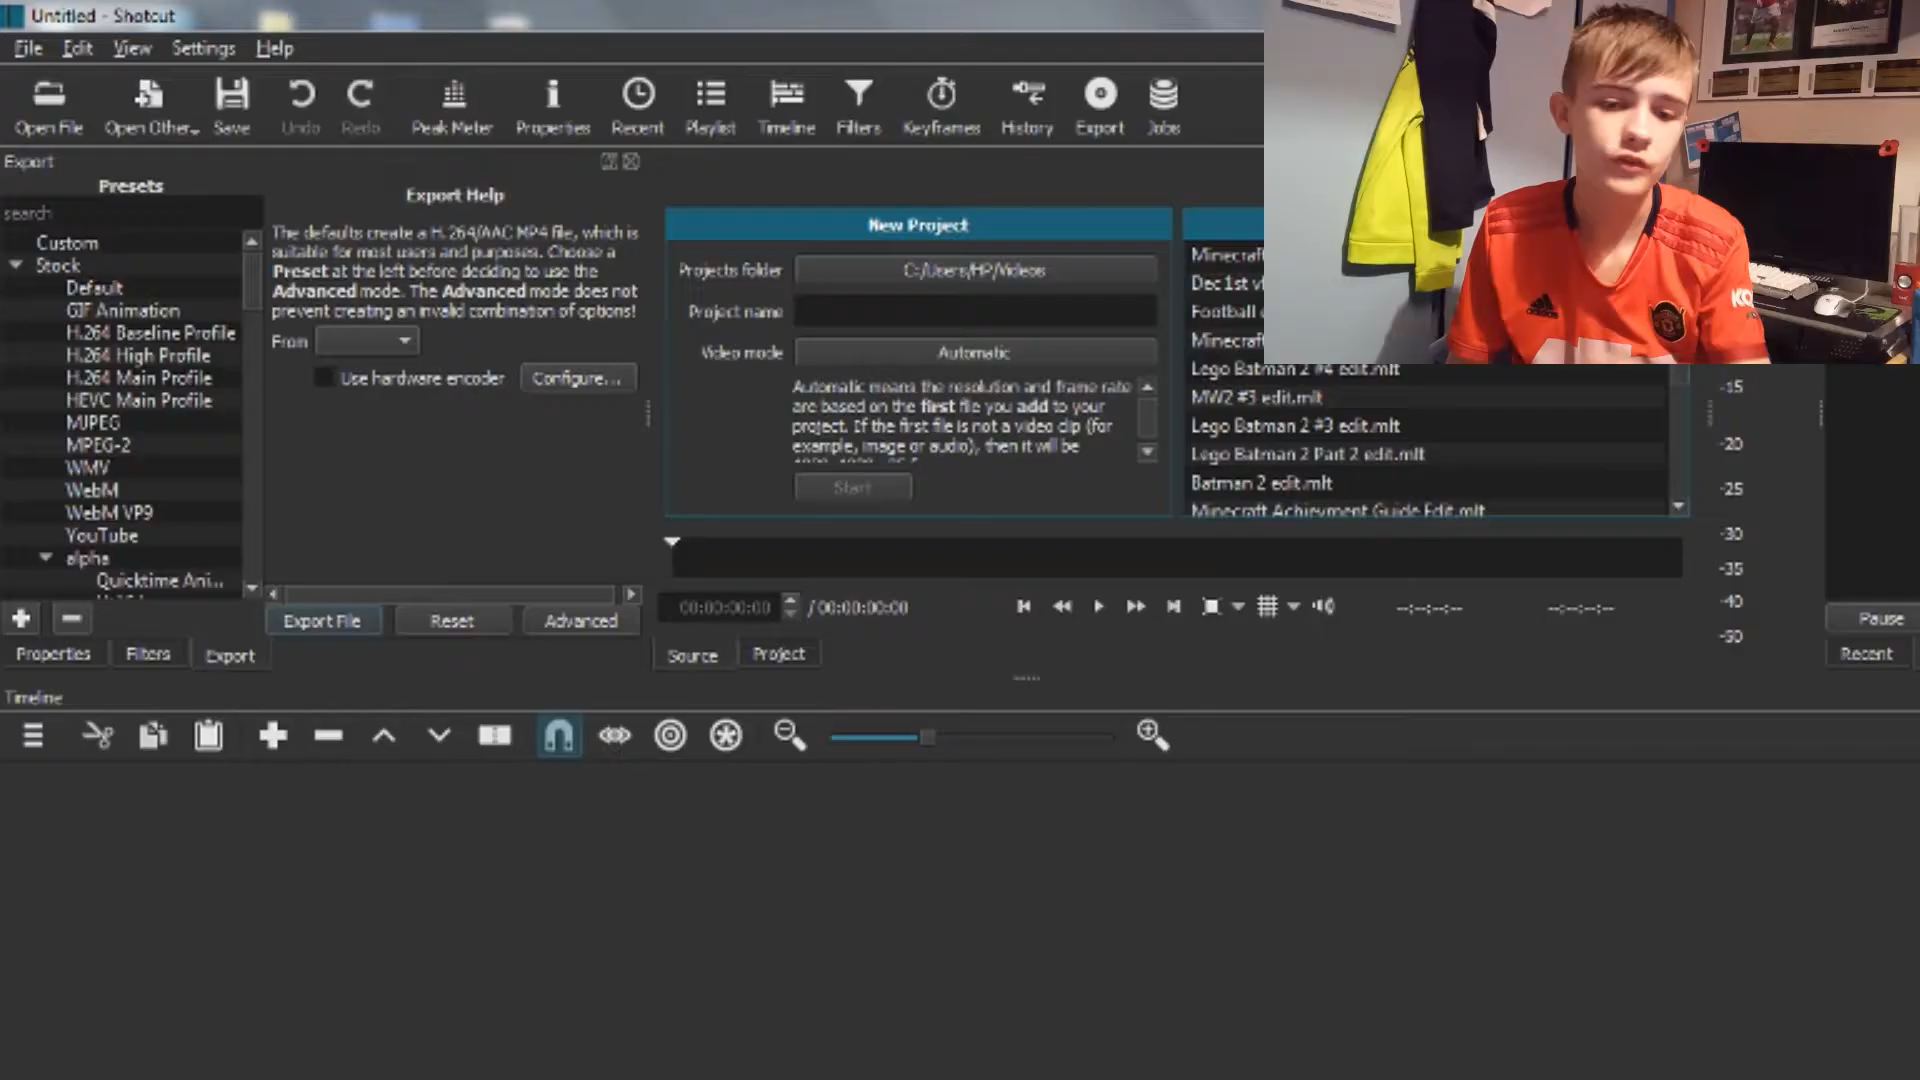 Untitled - Shotcut
File Edit View Settings Help
Open File Open Other... Save Undo Redo Peak Meter Properties Recent Playlist Timeline Filters Keyframes History Export Jobs
Export
Presets
search
Custom
Stock
Default
GIF Animation
H.264 Baseline Profile
H.264 High Profile
H.264 Main Profile
HEVC Main Profile
MJPEG
MPEG-2
WMV
WebM
WebM VP9
YouTube
alpha
Quicktime Ani...
Export Help
The defaults create a H.264/AAC MP4 file, which is
suitable for most users and purposes. Choose a
Preset at the left before deciding to use the
Advanced mode. The Advanced mode does not
prevent creating an invalid combination of options!
From
Use hardware encoder Configure...
Export File Reset Advanced
Properties Filters Export
New Project
Projects folder C:/Users/HP/Videos
Project name
Video mode Automatic
Automatic means the resolution and frame rate
are based on the first file you add to your
project. If the first file is not a video clip (for
example, image or audio), then it will be
Start
Minecraft
Dec 1st
Football
Minecraft
Lego Batman 2 #4 edit.mlt
MW2 #3 edit.mlt
Lego Batman 2 #3 edit.mlt
Lego Batman 2 Part 2 edit.mlt
Batman 2 edit.mlt
Minecraft Achievment Guide Edit.mlt
00:00:00:00 / 00:00:00:00 --:--:--:-- --:--:--:--
Source Project
-15
-20
-25
-30
-35
-40
-50
Pause
Recent
Timeline
adidas
KO